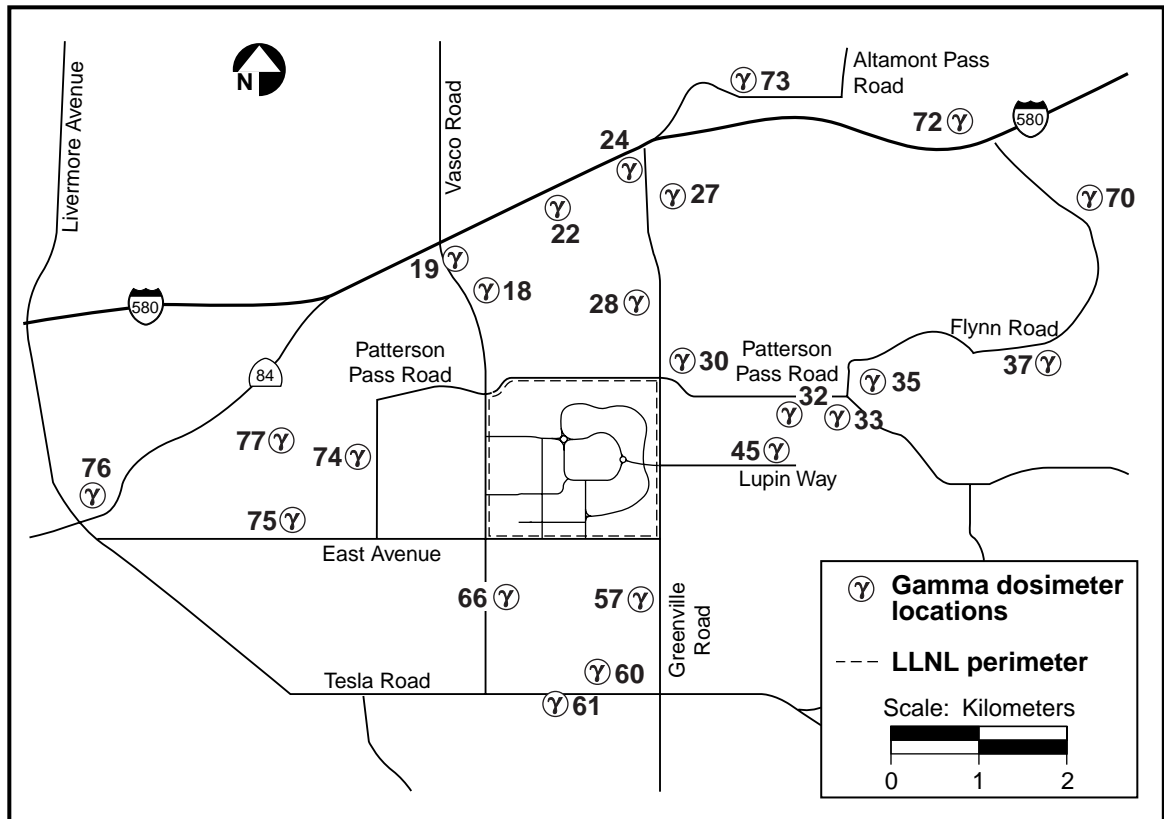 Altamont Pass
Road
γ 73
72 γ
580
N
Livermore Avenue
Vasco Road
24
γ
γ 27
γ 70
γ
22
19 γ
γ 18
28 γ
580
Flynn Road
37 γ
Patterson
Pass Road
γ 30
Patterson
Pass Road
84
γ 35
32
γ
γ 33
77 γ
74 γ
45 γ
Lupin Way
76
γ
75 γ
East Avenue
66 γ
57 γ
Greenville
Road
γ 60
γ 61
Tesla Road
γ Gamma dosimeter
locations
LLNL perimeter
Scale: Kilometers
0 1 2